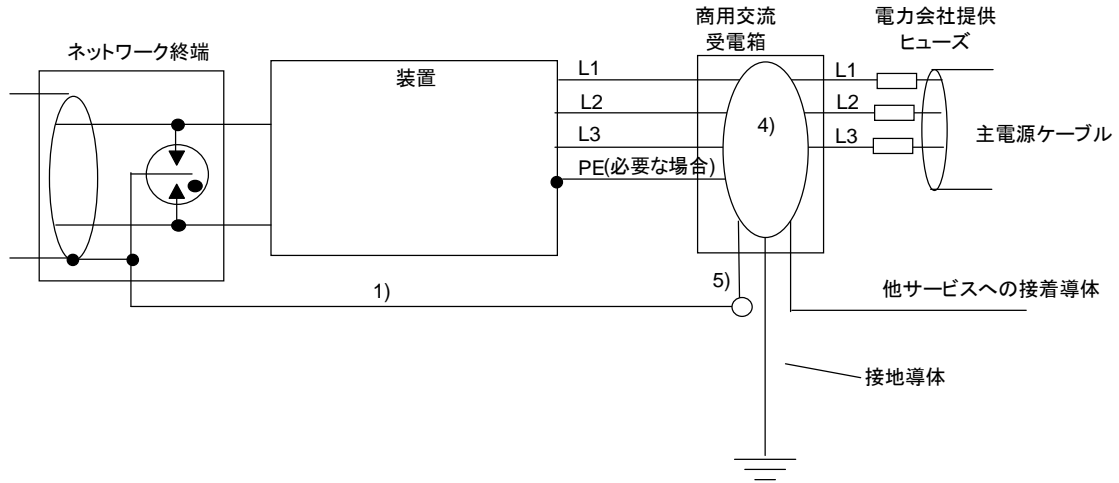 ネットワーク終端
装置
商用交流
受電箱
電力会社提供
ヒューズ
L1
L2
L3
PE(必要な場合)
4)
L1
L2
L3
主電源ケーブル
1)
5)
他サービスへの接着導体
接地導体